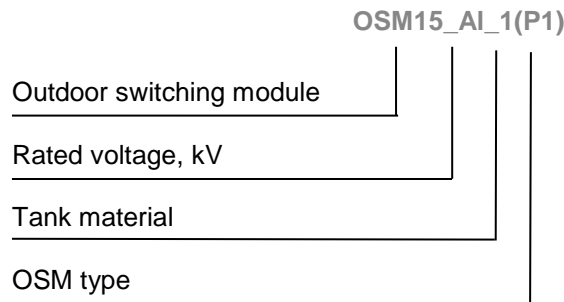 OSM15_Al_1(P1)
Outdoor switching module
Rated voltage, kV
Tank material
OSM type